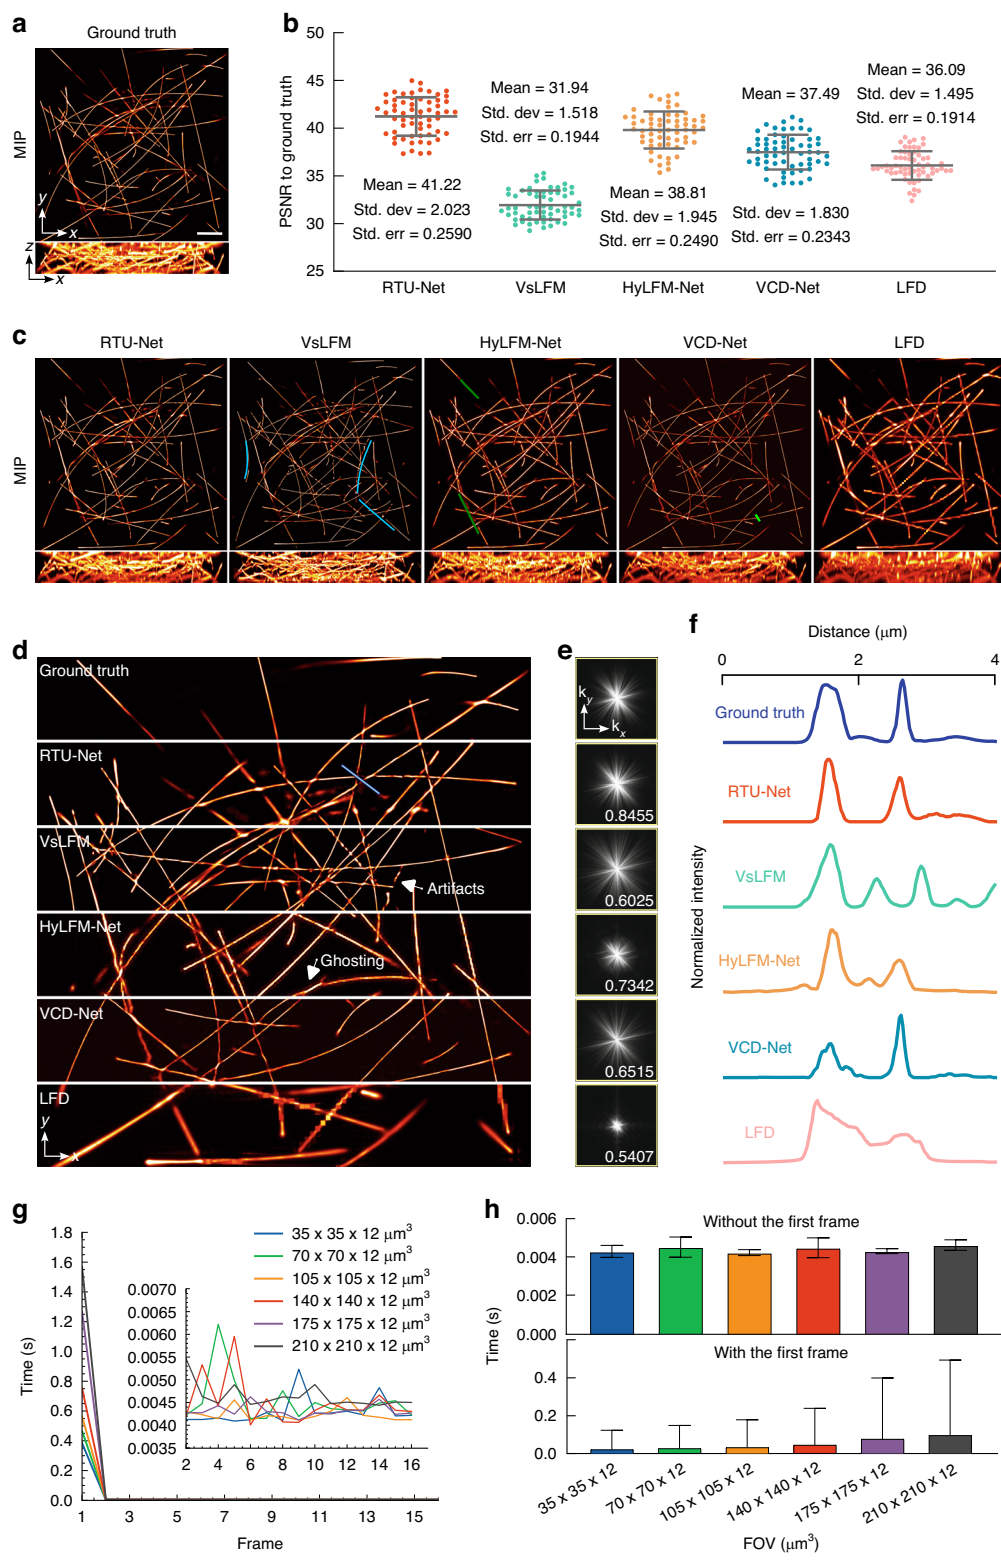 a
Ground truth
MIP
y
x
z
x
b
PSNR to ground truth
50
45
40
35
30
25
Mean = 41.22
Std. dev = 2.023
Std. err = 0.2590
Mean = 31.94
Std. dev = 1.518
Std. err = 0.1944
Mean = 38.81
Std. dev = 1.945
Std. err = 0.2490
Mean = 37.49
Std. dev = 1.830
Std. err = 0.2343
Mean = 36.09
Std. dev = 1.495
Std. err = 0.1914
RTU-Net
VsLFM
HyLFM-Net
VCD-Net
LFD
c
RTU-Net
VsLFM
HyLFM-Net
VCD-Net
LFD
MIP
d
Ground truth
RTU-Net
VsLFM
Artifacts
HyLFM-Net
Ghosting
VCD-Net
LFD
y
x
e
ky
kx
0.8455
0.6025
0.7342
0.6515
0.5407
f
Distance (μm)
0
2
4
Normalized intensity
Ground truth
RTU-Net
VsLFM
HyLFM-Net
VCD-Net
LFD
g
Time (s)
1.8
1.6
1.4
1.2
1.0
0.8
0.6
0.4
0.2
0.0
1
3
5
7
9
11
13
15
Frame
35 x 35 x 12 μm³
70 x 70 x 12 μm³
105 x 105 x 12 μm³
140 x 140 x 12 μm³
175 x 175 x 12 μm³
210 x 210 x 12 μm³
0.0070
0.0065
0.0060
0.0055
0.0050
0.0045
0.0040
0.0035
2
4
6
8
10
12
14
16
h
Time (s)
0.006
0.004
0.002
0.000
Without the first frame
With the first frame
0.4
0.2
0.0
35 x 35 x 12
70 x 70 x 12
105 x 105 x 12
140 x 140 x 12
175 x 175 x 12
210 x 210 x 12
FOV (μm³)